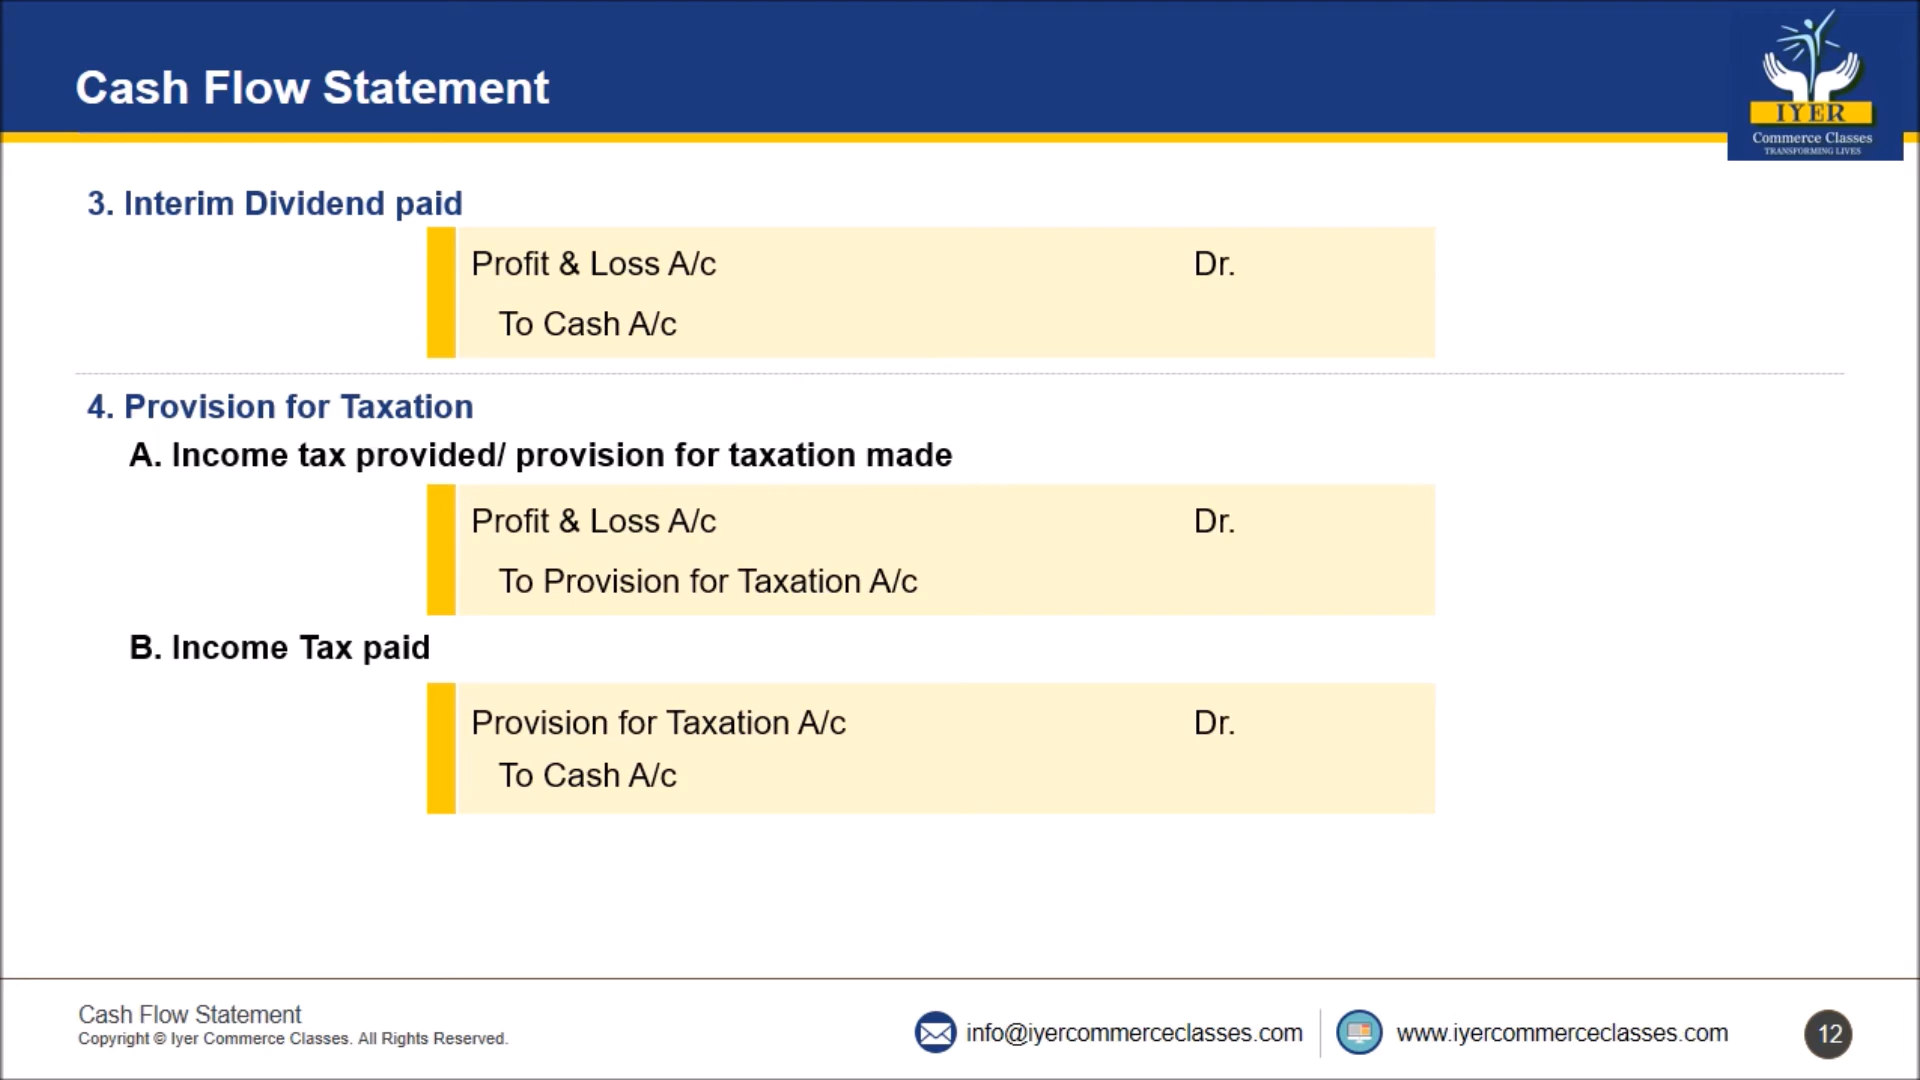 Cash Flow Statement
IYER
Commerce Classes
TRANSFORMING LIVES
3. Interim Dividend paid
Profit & Loss A/c Dr.
To Cash A/c
4. Provision for Taxation
A. Income tax provided/ provision for taxation made
Profit & Loss A/c Dr.
To Provision for Taxation A/c
B. Income Tax paid
Provision for Taxation A/c Dr.
To Cash A/c
Cash Flow Statement
Copyright © Iyer Commerce Classes. All Rights Reserved.
info@iyercommerceclasses.com
www.iyercommerceclasses.com
12